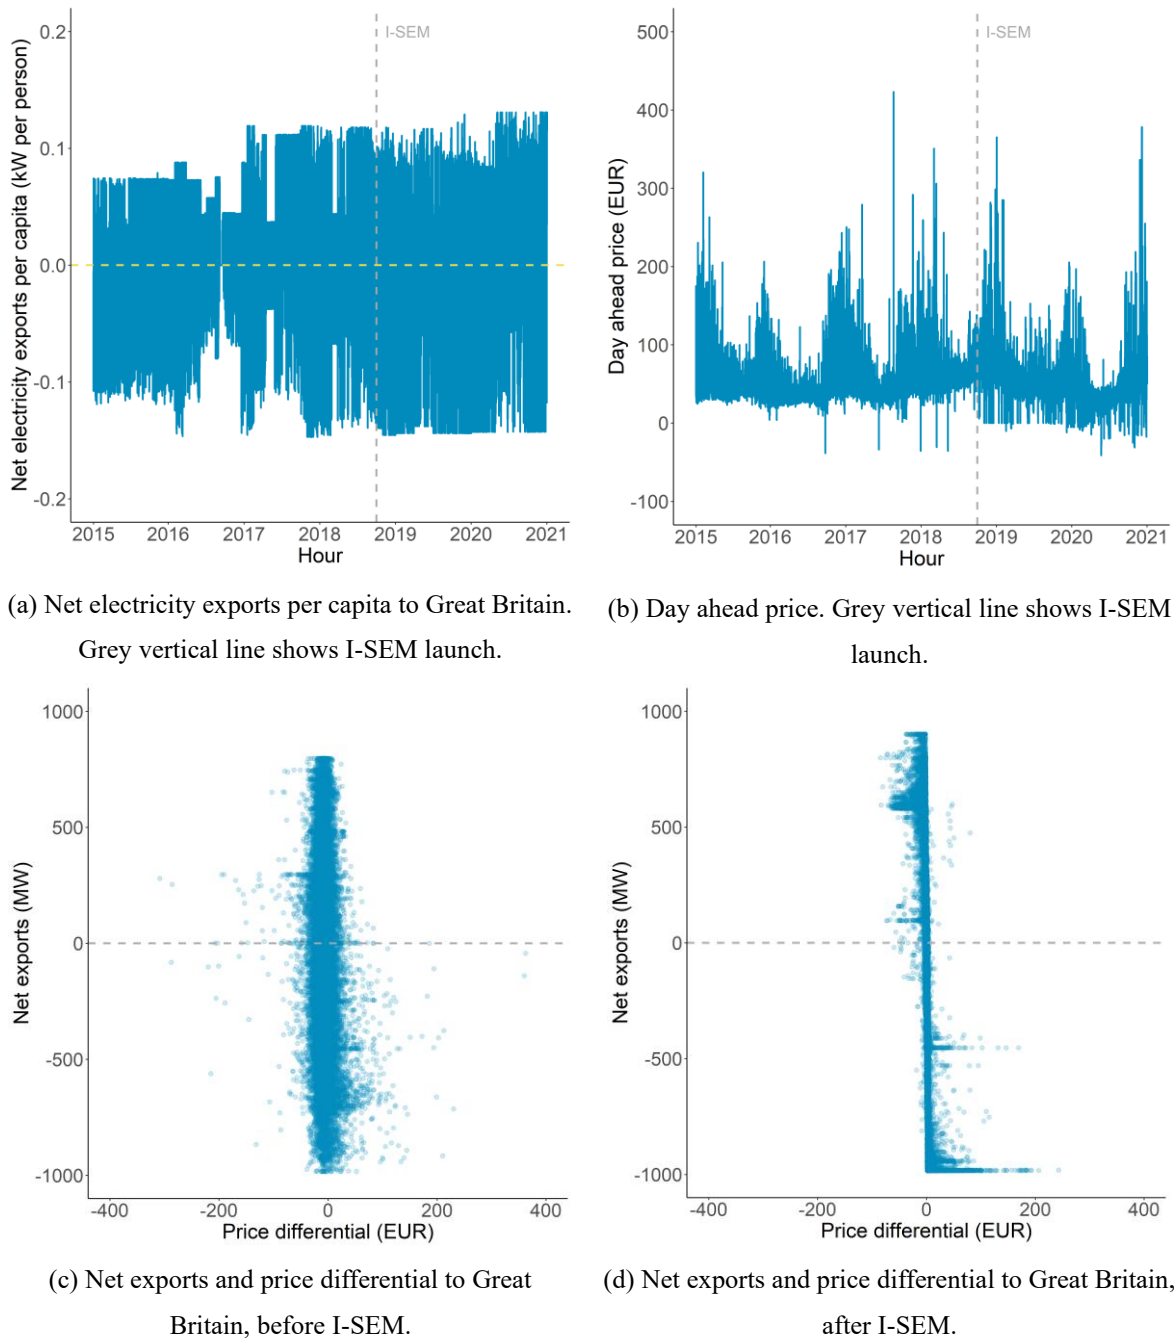 Net electricity exports per capita (kW per person)
0.2
0.1
0.0
-0.1
-0.2
I-SEM
2015 2016 2017 2018 2019 2020 2021
Hour
(a) Net electricity exports per capita to Great Britain.
Grey vertical line shows I-SEM launch.
Day ahead price (EUR)
500
400
300
200
100
0
-100
I-SEM
2015 2016 2017 2018 2019 2020 2021
Hour
(b) Day ahead price. Grey vertical line shows I-SEM
launch.
Net exports (MW)
1000
500
0
-500
-1000
-400 -200 0 200 400
Price differential (EUR)
(c) Net exports and price differential to Great
Britain, before I-SEM.
Net exports (MW)
1000
500
0
-500
-1000
-400 -200 0 200 400
Price differential (EUR)
(d) Net exports and price differential to Great Britain,
after I-SEM.